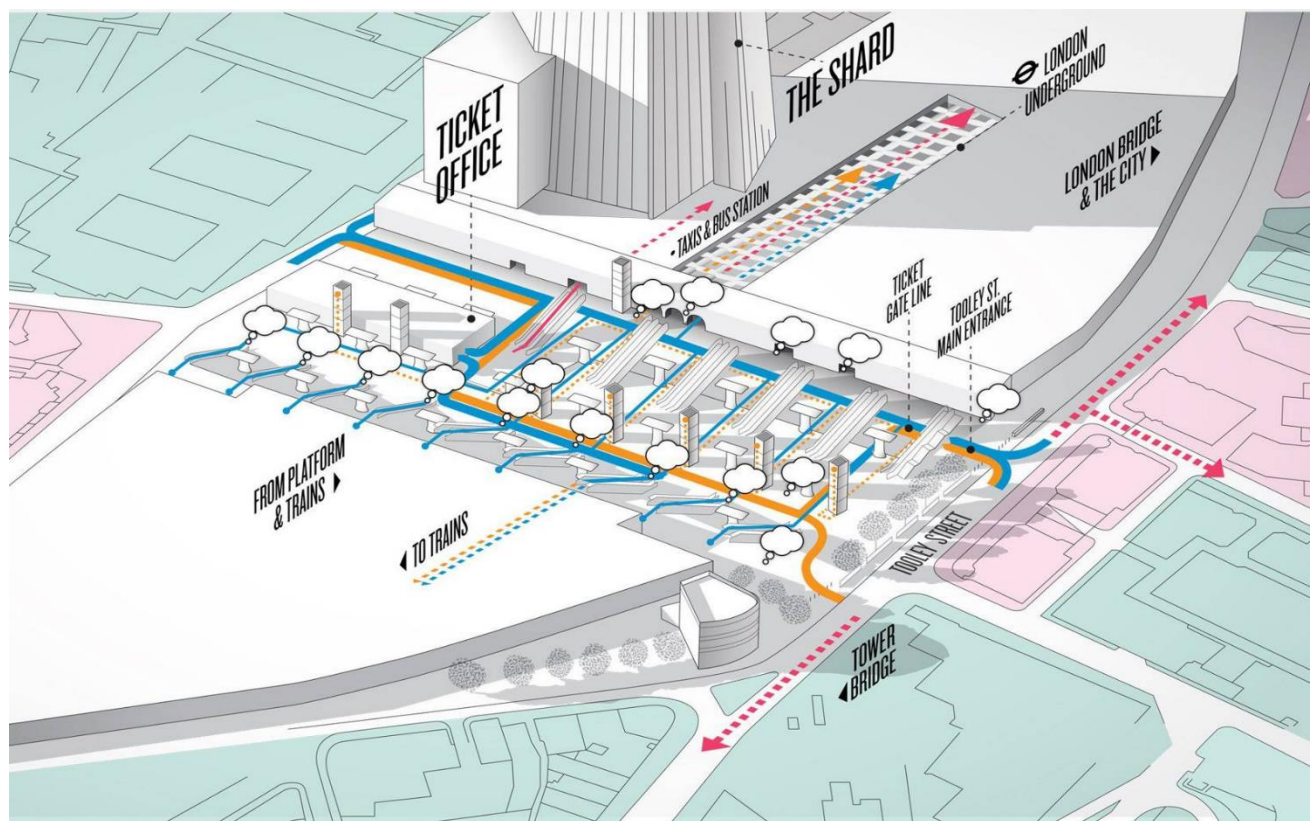 THE SHARD
LONDON
UNDERGROUND
TICKET
OFFICE
LONDON BRIDGE
& THE CITY
• TAXIS & BUS STATION
TICKET
GATE LINE
TOOLEY ST.
MAIN ENTRANCE
FROM PLATFORM
& TRAINS
TO TRAINS
TOOLEY STREET
TOWER
BRIDGE